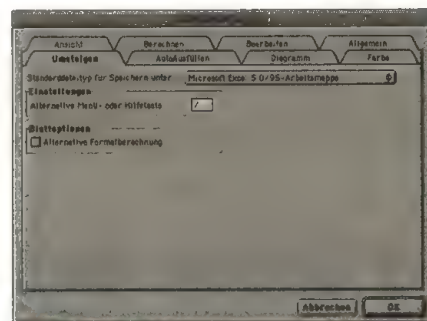 Ansicht Berechnen Bearbeiten Allgemein
Umsteigen AutoAusfüllen Diagramm Farbe
Standarddateityp für Speichern unter Microsoft Excel 5.0/95-Arbeitsmappe
Einstellungen
Alternative Menü- oder Hilfetaste /
Blattoptionen
Alternative Formelberechnung
Abbrechen OK